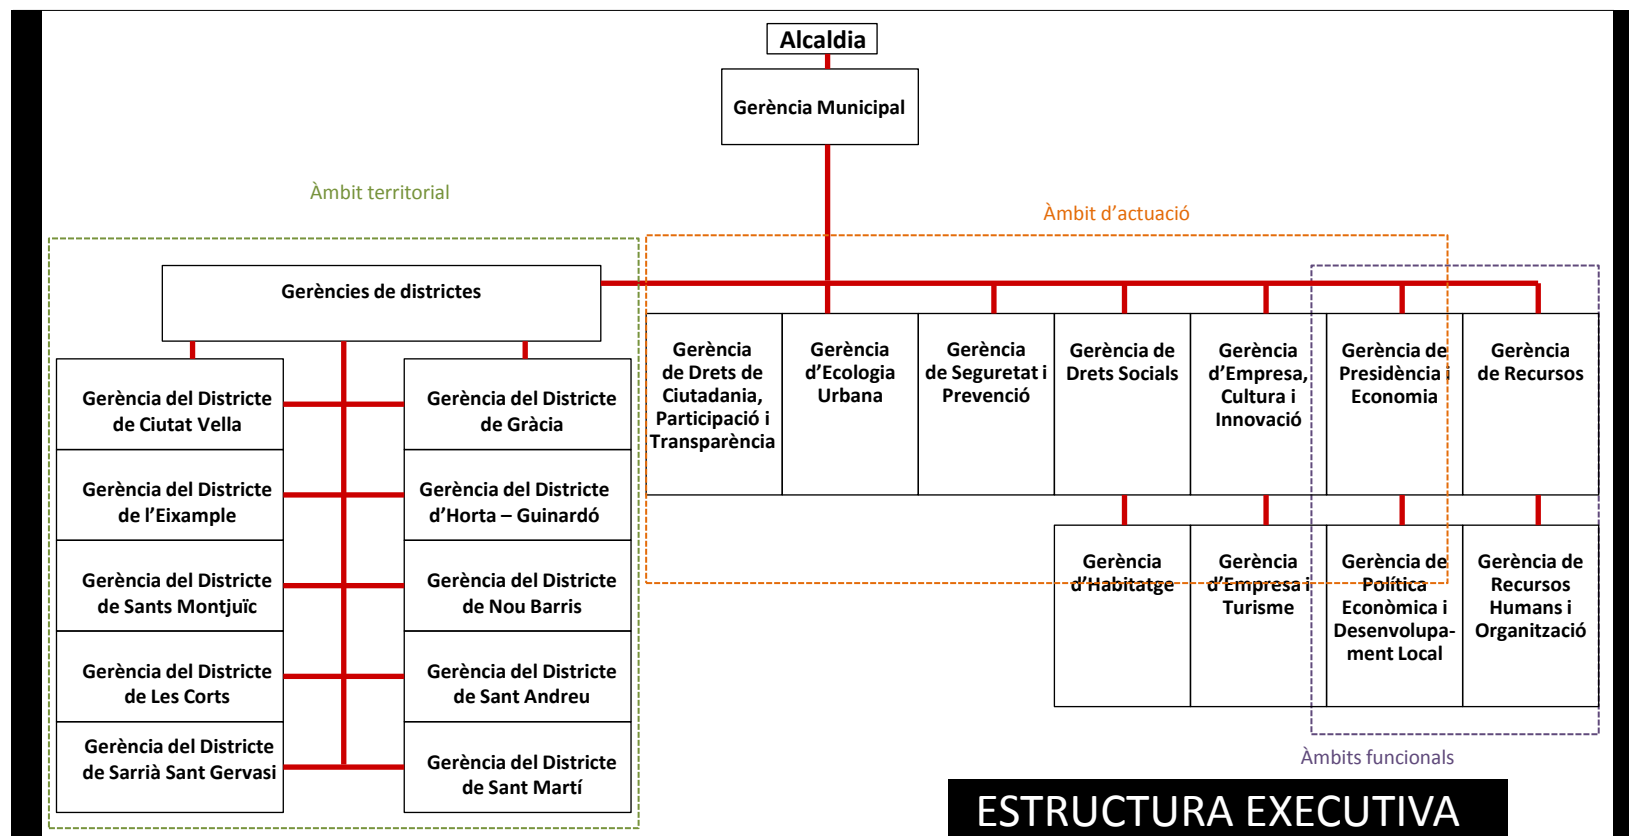 Alcaldia
Gerència Municipal
Àmbit territorial
Àmbit d’actuació
Gerències de districtes
Gerència del Districte
de Ciutat Vella
Gerència del Districte
de Gràcia
Gerència del Districte
de l’Eixample
Gerència del Districte
d’Horta – Guinardó
Gerència del Districte
de Sants Montjuïc
Gerència del Districte
de Nou Barris
Gerència del Districte
de Les Corts
Gerència del Districte
de Sant Andreu
Gerència del Districte
de Sarrià Sant Gervasi
Gerència del Districte
de Sant Martí
Gerència
de Drets de
Ciutadania,
Participació i
Transparència
Gerència
d’Ecologia
Urbana
Gerència
de Seguretat i
Prevenció
Gerència de
Drets Socials
Gerència
d’Empresa,
Cultura i
Innovació
Gerència de
Presidència i
Economia
Gerència
de Recursos
Gerència
d’Habitatge
Gerència
d’Empresa i
Turisme
Gerència de
Política
Econòmica i
Desenvolupa-
ment Local
Gerència de
Recursos
Humans i
Organització
Àmbits funcionals
ESTRUCTURA EXECUTIVA